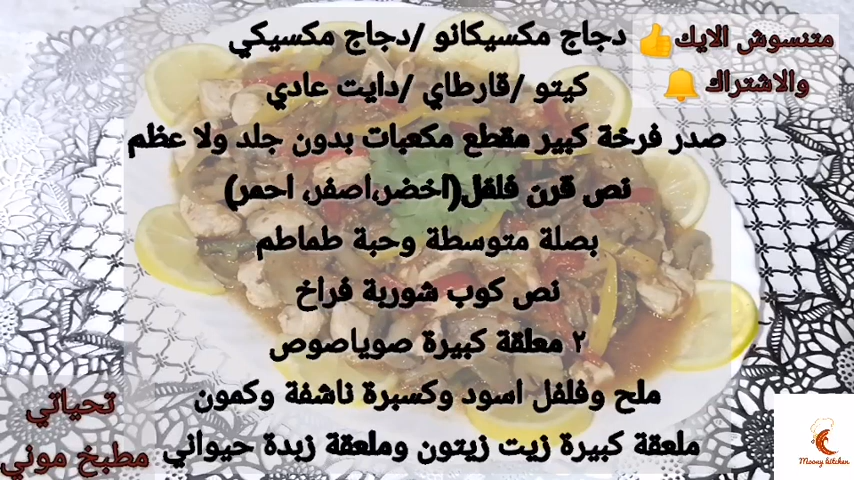 دجاج مكسيكانو /دجاج مكسيكي
متنسوش الايك👍
والاشتراك🔔
كيتو /قارطاي /دايت عادي
صدر فرخة كبير مقطع مكعبات بدون جلد ولا عظم
نص قرن فلفل(اخضر،اصفر، احمر)
بصلة متوسطة وحبة طماطم
نص كوب شوربة فراخ
٢ معلقة كبيرة صوياصوص
ملح وفلفل اسود وكسبرة ناشفة وكمون
ملعقة كبيرة زيت زيتون وملعقة زبدة حيواني
تحياتي
مطبخ موني
Moony kitchen